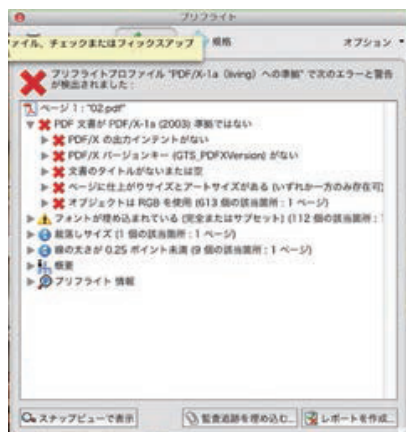 プリフライト
ァイル、チェックまたはフィックスアップ
規格
オプション
プリフライトプロファイル "PDF/X-1a (living) への準拠" で次のエラーと警告
が検出されました:
ページ 1 : "02.pdf"
PDF 文書が PDF/X-1a (2003) 準拠ではない
PDF/X の出力インテントがない
PDF/X バージョンキー (GTS_PDFXVersion) がない
文書のタイトルがないまたは空
ページに仕上がりサイズとアートサイズがある (いずれか一方のみ存在可)
オブジェクトは RGB を使用 (613 個の該当箇所 : 1 ページ)
フォントが埋め込まれている (完全またはサブセット) (112 個の該当箇所 :
裁落しサイズ (1 個の該当箇所 : 1 ページ)
線の太さが 0.25 ポイント未満 (9 個の該当箇所 : 1 ページ)
概要
プリフライト 情報
スナップビューで表示
監査追跡を埋め込む...
レポートを作成...